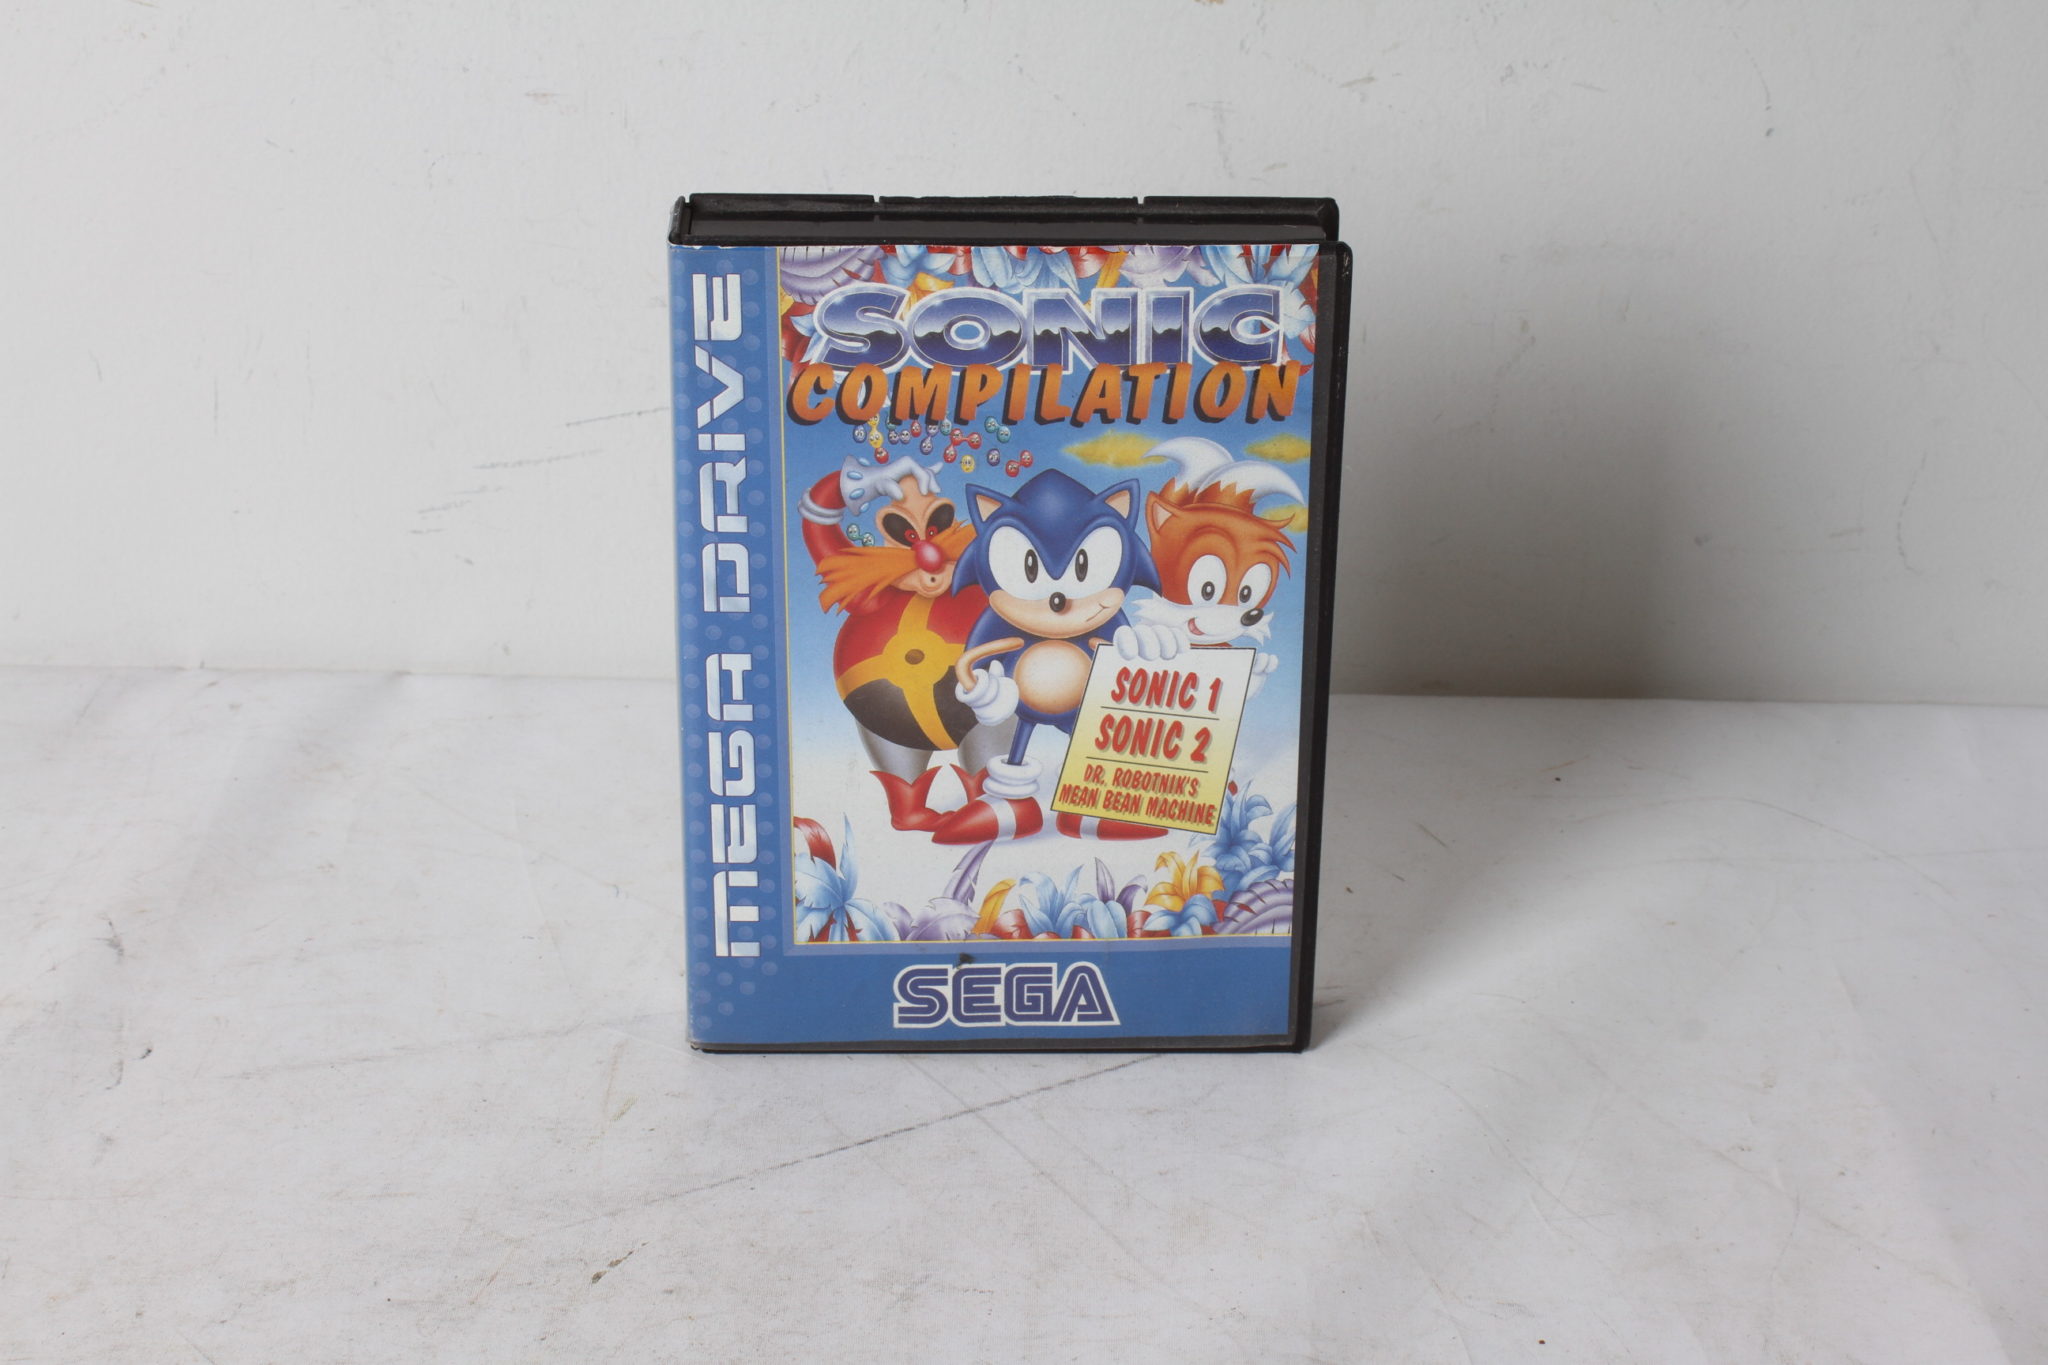 MEGA DRIVE
SONIC
COMPILATION
SONIC 1
SONIC 2
DR. ROBOTNIK'S
MEAN BEAN MACHINE
SEGA